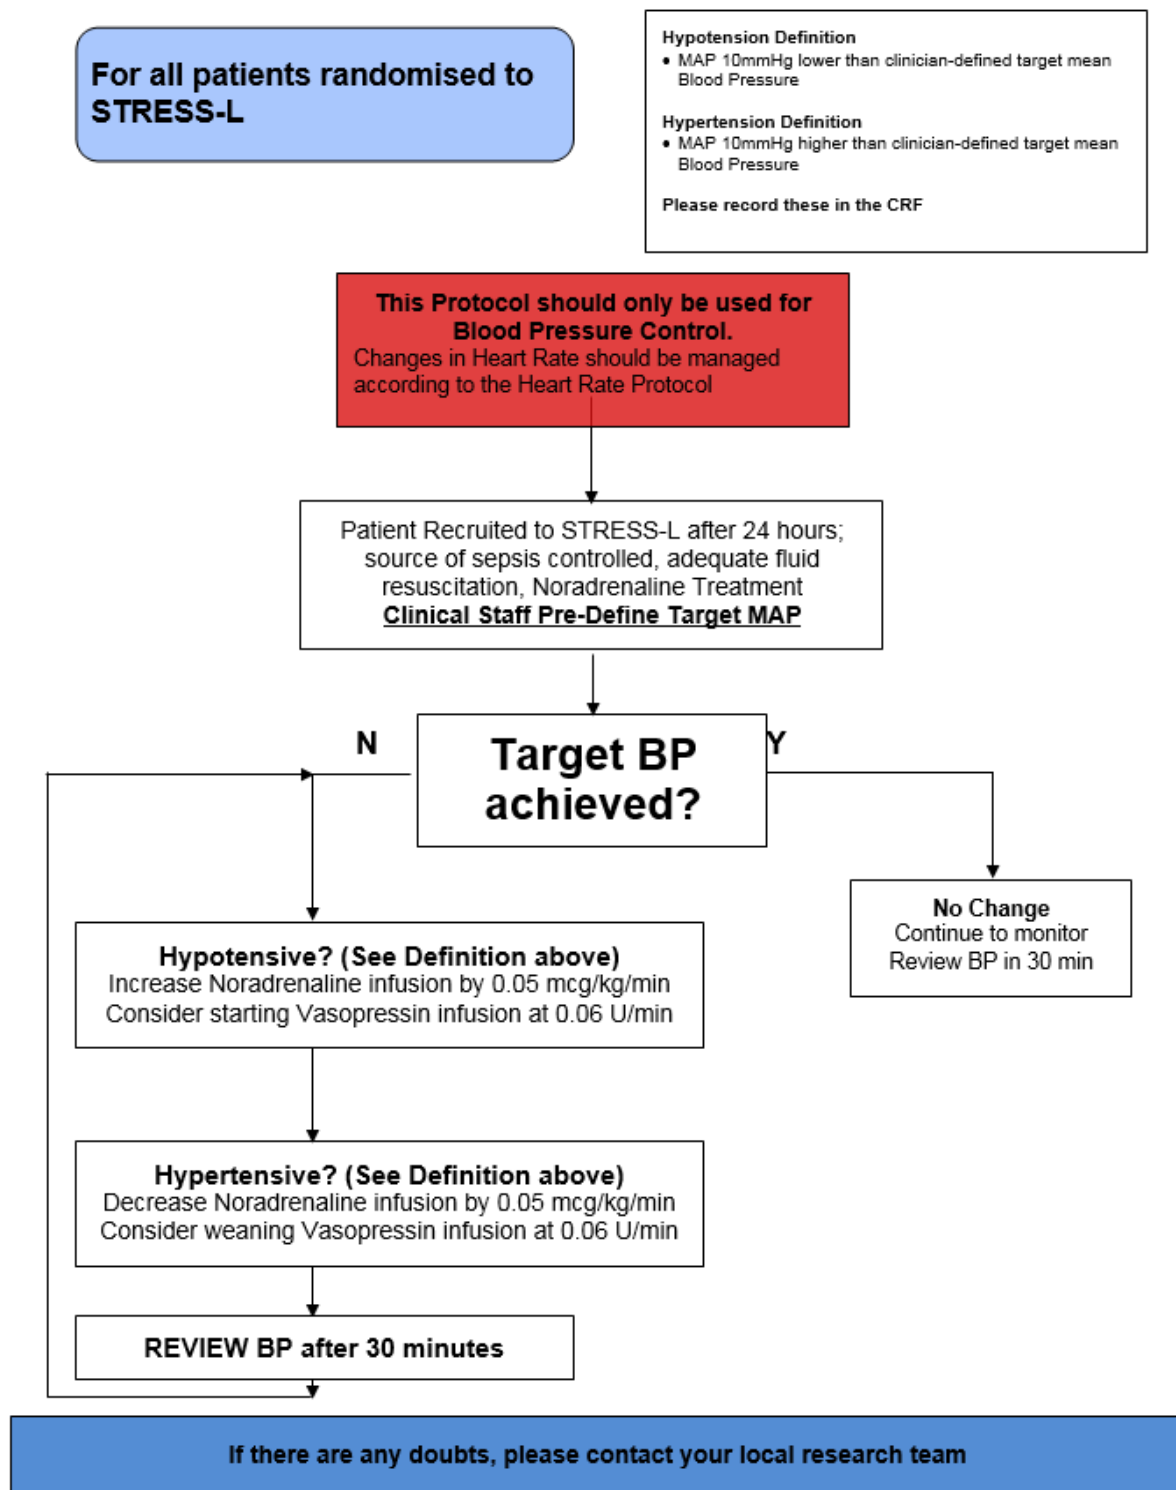 For all patients randomised to
STRESS-L
Hypotension Definition
• MAP 10mmHg lower than clinician-defined target mean
Blood Pressure
Hypertension Definition
• MAP 10mmHg higher than clinician-defined target mean
Blood Pressure
Please record these in the CRF
This Protocol should only be used for
Blood Pressure Control.
Changes in Heart Rate should be managed
according to the Heart Rate Protocol
Patient Recruited to STRESS-L after 24 hours;
source of sepsis controlled, adequate fluid
resuscitation, Noradrenaline Treatment
Clinical Staff Pre-Define Target MAP
N
Target BP
achieved?
Y
No Change
Continue to monitor
Review BP in 30 min
Hypotensive? (See Definition above)
Increase Noradrenaline infusion by 0.05 mcg/kg/min
Consider starting Vasopressin infusion at 0.06 U/min
Hypertensive? (See Definition above)
Decrease Noradrenaline infusion by 0.05 mcg/kg/min
Consider weaning Vasopressin infusion at 0.06 U/min
REVIEW BP after 30 minutes
If there are any doubts, please contact your local research team